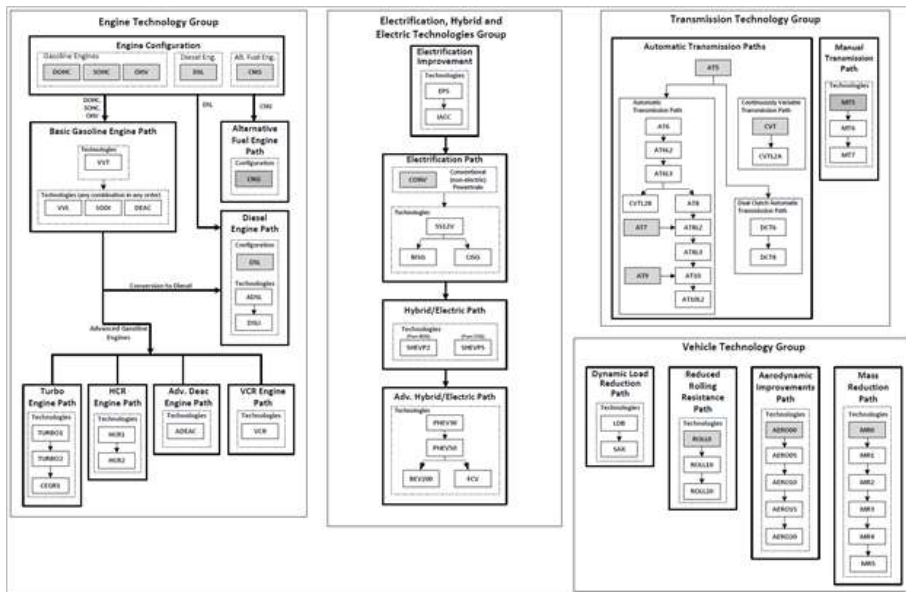 Engine Technology Group
Engine Configuration
Gasoline Engines
DOHC
SOHC
OHV
Diesel Eng.
DSL
Alt. Fuel Eng.
CNG
DOHC,
SOHC,
OHV
DSL
CNG
Basic Gasoline Engine Path
Technologies
VVT
Technologies (any combination in any order)
VVL
SGDI
DEAC
Alternative
Fuel Engine
Path
Configuration
CNG
Diesel
Engine Path
Configuration
DSL
Technologies
ADSL
DSLI
Conversion to Diesel
Advanced Gasoline
Engines
Turbo
Engine Path
Technologies
TURBO1
TURBO2
CEGR1
HCR
Engine Path
Technologies
HCR1
HCR2
Adv. Deac
Engine Path
Technologies
ADEAC
VCR Engine
Path
Technologies
VCR
Electrification, Hybrid and
Electric Technologies Group
Electrification
Improvement
Technologies
EPS
IACC
Electrification Path
CONV
Conventional
(non-electric)
Powertrain
Technologies
SS12V
BISG
CISG
Hybrid/Electric Path
Technologies
SHEVP2
SHEVPS
Adv. Hybrid/Electric Path
Technologies
PHEV30
PHEV50
BEV200
FCV
Transmission Technology Group
Automatic Transmission Paths
AT5
Automatic
Transmission Path
AT6
AT6L2
AT6L3
CVTL2B
AT8
AT7
AT8L2
AT8L3
AT9
AT10
AT10L2
Continuously Variable
Transmission Path
CVT
CVTL2A
Dual Clutch Automatic
Transmission Path
DCT6
DCT8
Manual
Transmission
Path
Technologies
MT5
MT6
MT7
Vehicle Technology Group
Dynamic Load
Reduction
Path
Technologies
LDB
SAX
Reduced
Rolling
Resistance
Path
Technologies
ROLL0
ROLL10
ROLL20
Aerodynamic
Improvements Path
Technologies
AERO00
AERO05
AERO10
AERO15
AERO20
Mass
Reduction
Path
Technologies
MR0
MR1
MR2
MR3
MR4
MR5